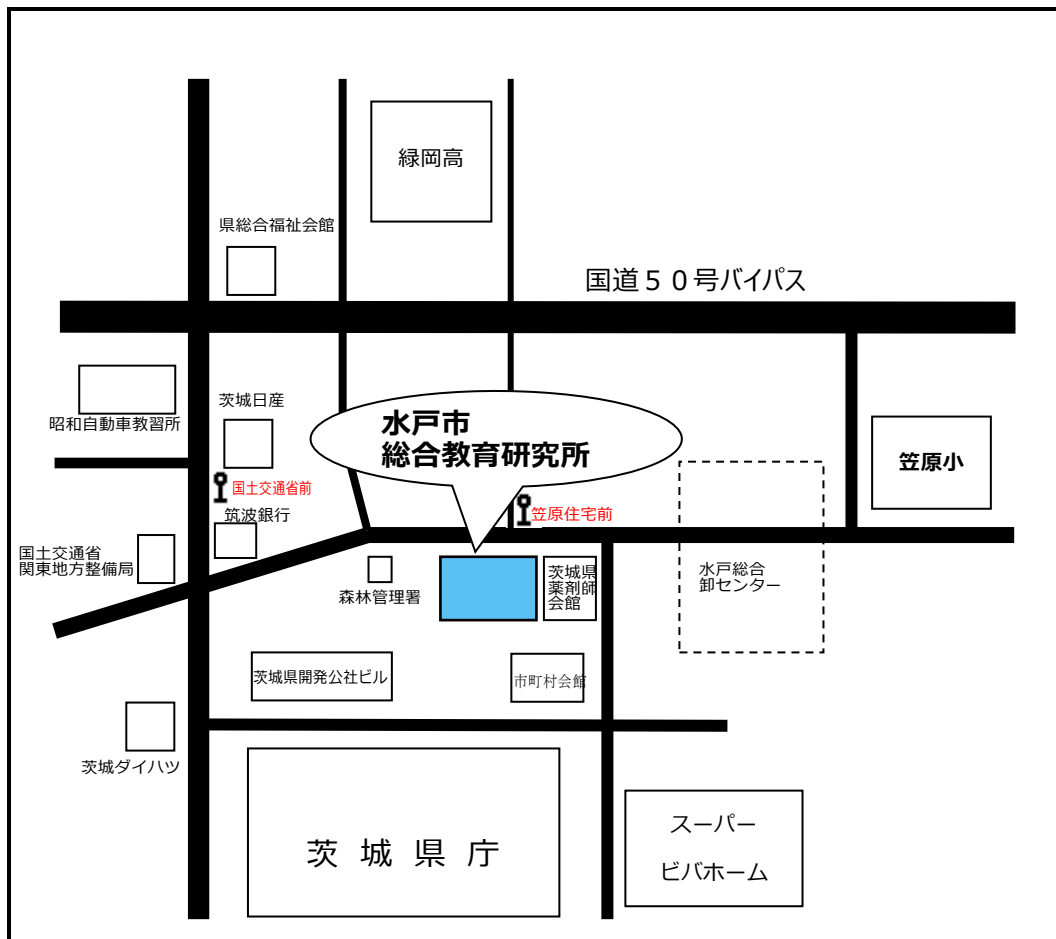 緑岡高
県総合福祉会館
国道５０号バイパス
昭和自動車教習所
茨城日産
水戸市
総合教育研究所
笠原小
国土交通省前
笠原住宅前
筑波銀行
国土交通省
関東地方整備局
森林管理署
茨城県
薬剤師
会館
水戸総合
卸センター
茨城県開発公社ビル
市町村会館
茨城ダイハツ
茨城県庁
スーパー
ビバホーム